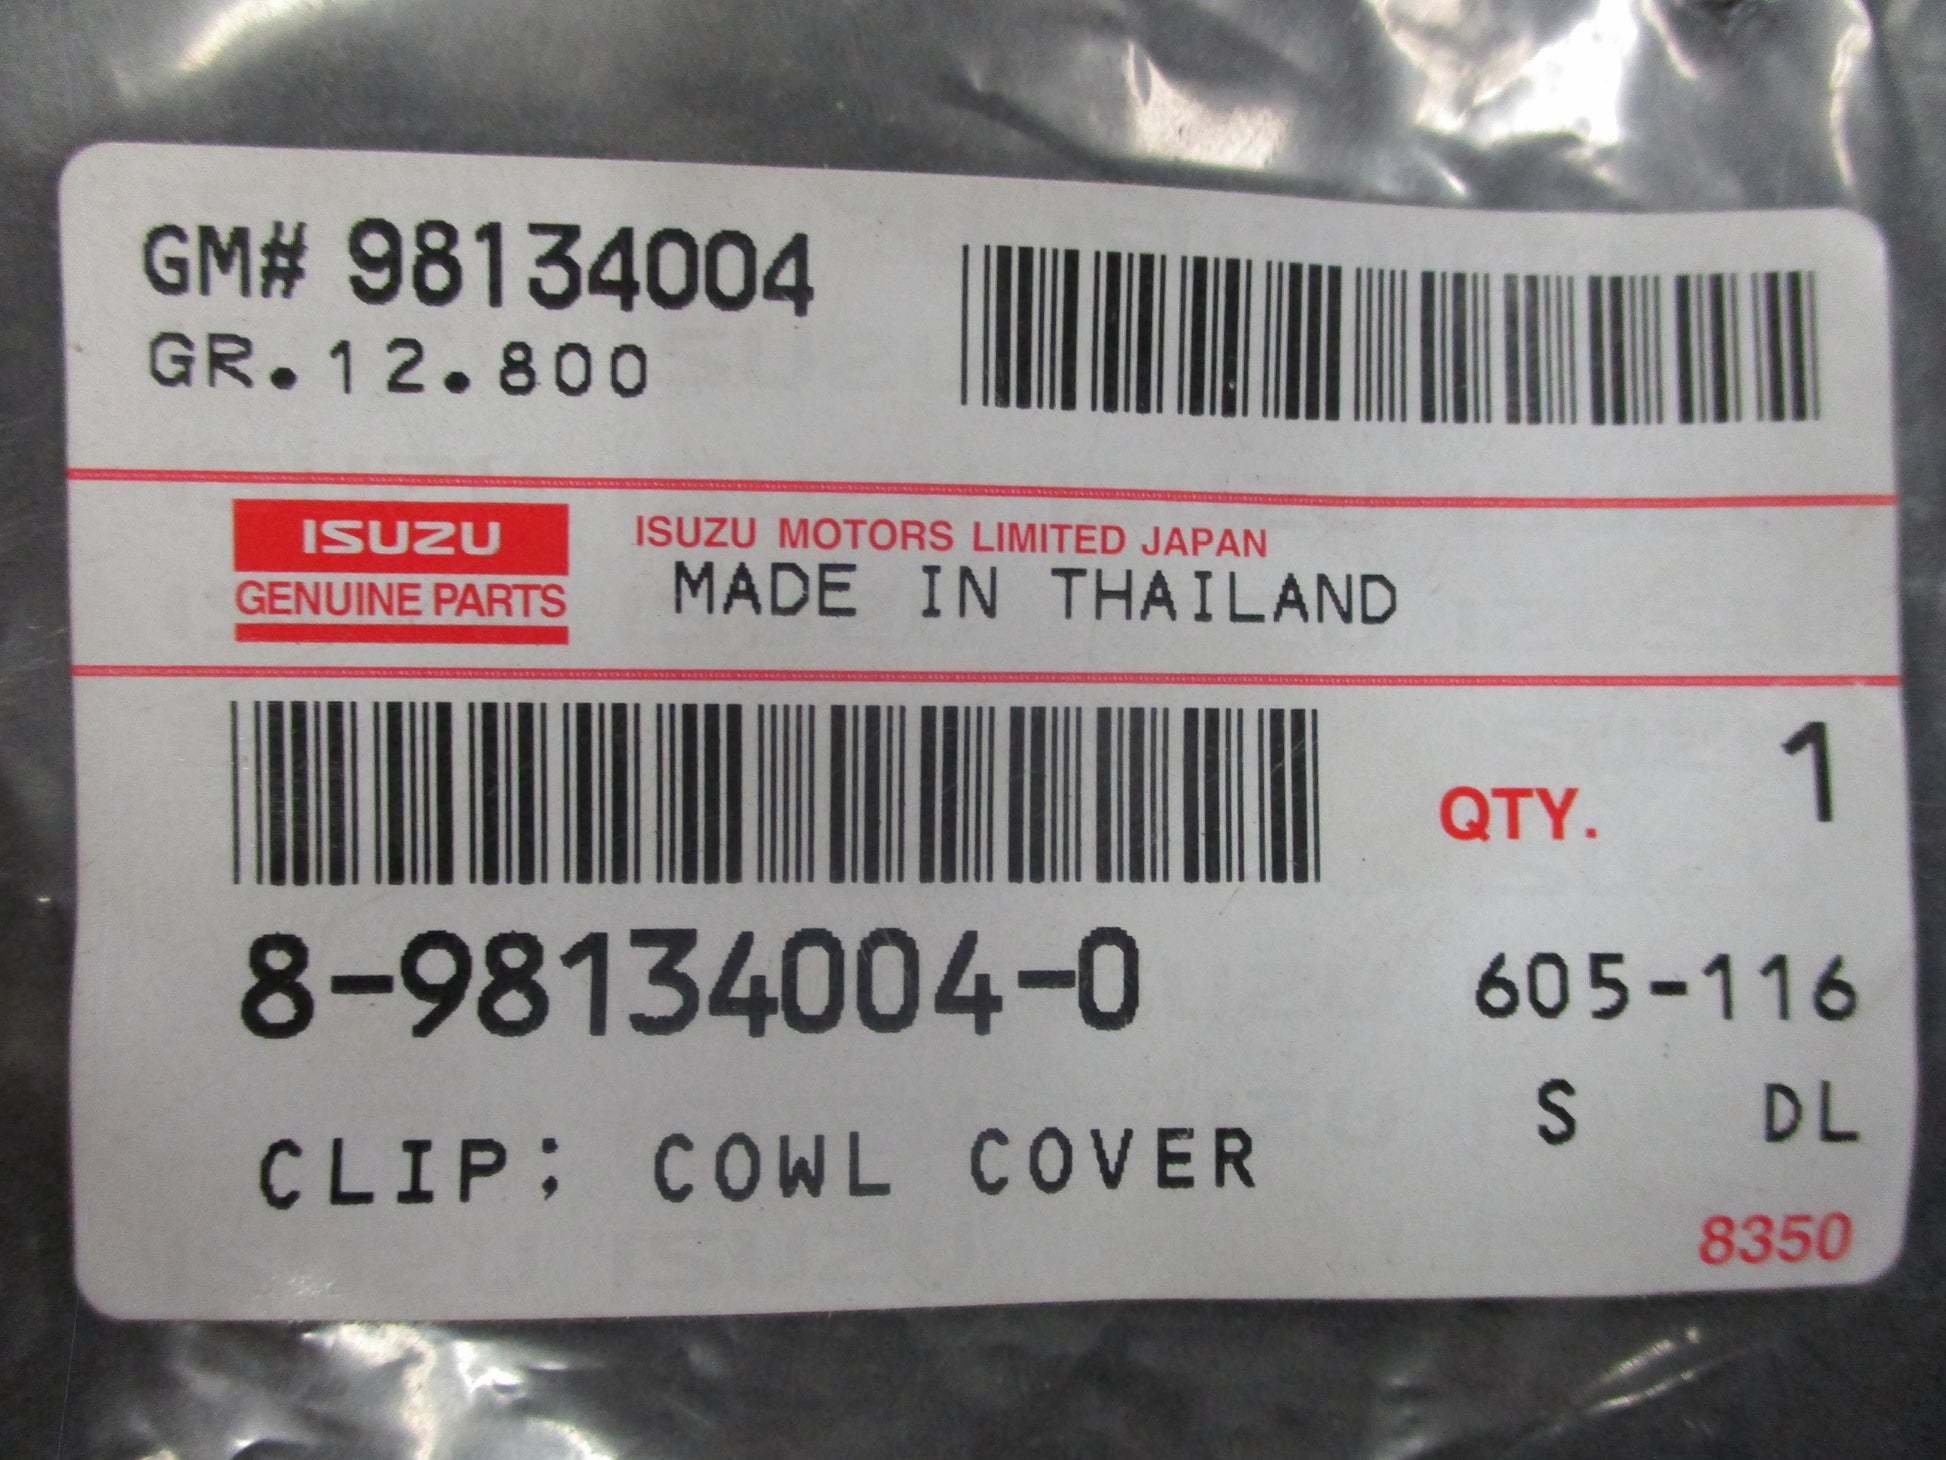 GM# 98134004
GR.12.800
ISUZU
GENUINE PARTS
ISUZU MOTORS LIMITED JAPAN
MADE IN THAILAND
QTY. 1
8-98134004-0
605-116
S DL
CLIP; COWL COVER
8350